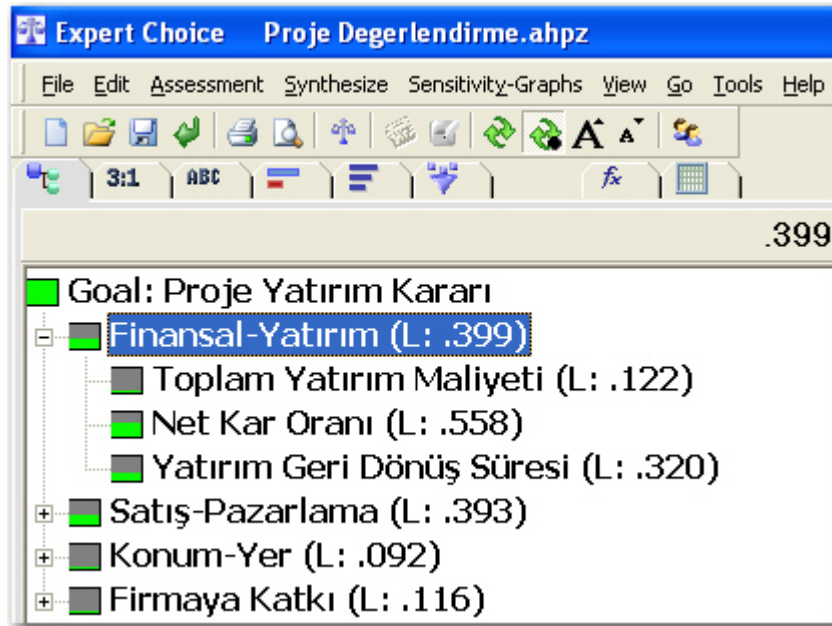 Expert Choice Proje Degerlendirme.ahpz
File Edit Assessment Synthesize Sensitivity-Graphs View Go Tools Help
A A
3:1 ABC fx
.399
Goal: Proje Yatırım Kararı
Finansal-Yatırım (L: .399)
Toplam Yatırım Maliyeti (L: .122)
Net Kar Oranı (L: .558)
Yatırım Geri Dönüş Süresi (L: .320)
Satış-Pazarlama (L: .393)
Konum-Yer (L: .092)
Firmaya Katkı (L: .116)